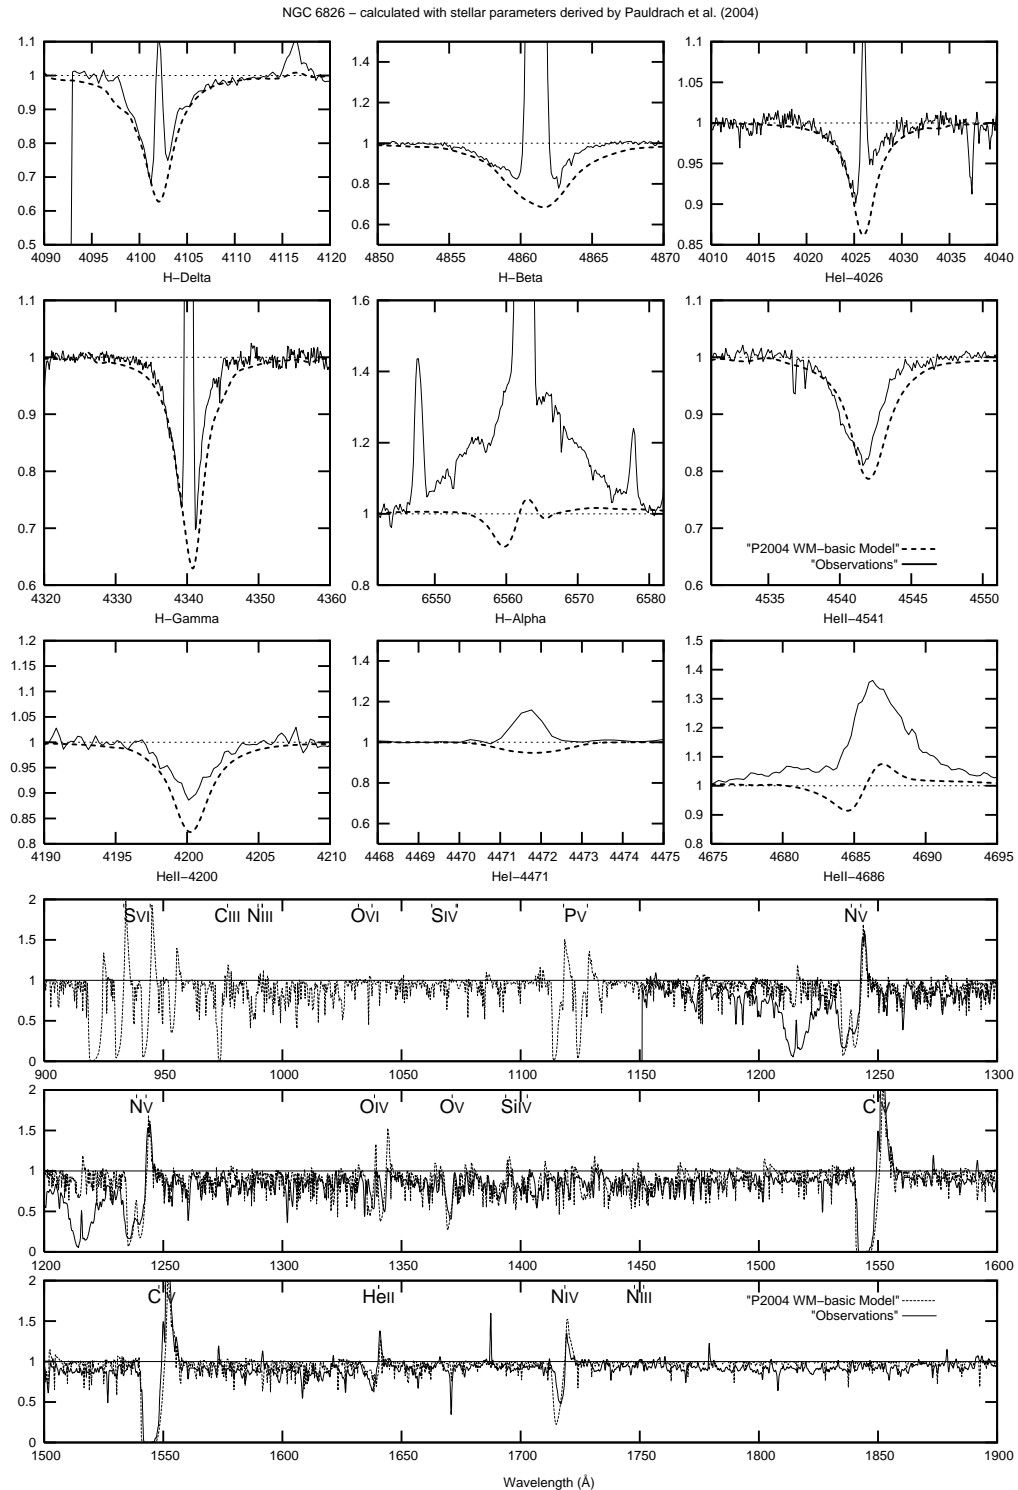 NGC 6826 – calculated with stellar parameters derived by Pauldrach et al. (2004)
1.1
1
0.9
0.8
0.7
0.6
0.5
4090 4095 4100 4105 4110 4115 4120
H–Delta
1.4
1.2
1
0.8
0.6
4850 4855 4860 4865 4870
H–Beta
1.1
1.05
1
0.95
0.9
0.85
4010 4015 4020 4025 4030 4035 4040
HeI–4026
1.1
1
0.9
0.8
0.7
0.6
4320 4330 4340 4350 4360
H–Gamma
1.6
1.4
1.2
1
0.8
6550 6560 6570 6580
H–Alpha
1.1
1
0.9
0.8
0.7
0.6
"P2004 WM–basic Model"
"Observations"
4535 4540 4545 4550
HeII–4541
1.2
1.15
1.1
1.05
1
0.95
0.9
0.85
0.8
4190 4195 4200 4205 4210
HeII–4200
1.4
1.2
1
0.8
0.6
4468 4469 4470 4471 4472 4473 4474 4475
HeI–4471
1.5
1.4
1.3
1.2
1.1
1
0.9
0.8
4675 4680 4685 4690 4695
HeII–4686
2
1.5
1
0.5
0
SVI CIII NIII OVI SIV PV NV
900 950 1000 1050 1100 1150 1200 1250 1300
2
1.5
1
0.5
0
NV OIV OV SiIV C V
1200 1250 1300 1350 1400 1450 1500 1550 1600
2
1.5
1
0.5
0
C V HeII NIV NIII
"P2004 WM–basic Model"
"Observations"
1500 1550 1600 1650 1700 1750 1800 1850 1900
Wavelength (Å)